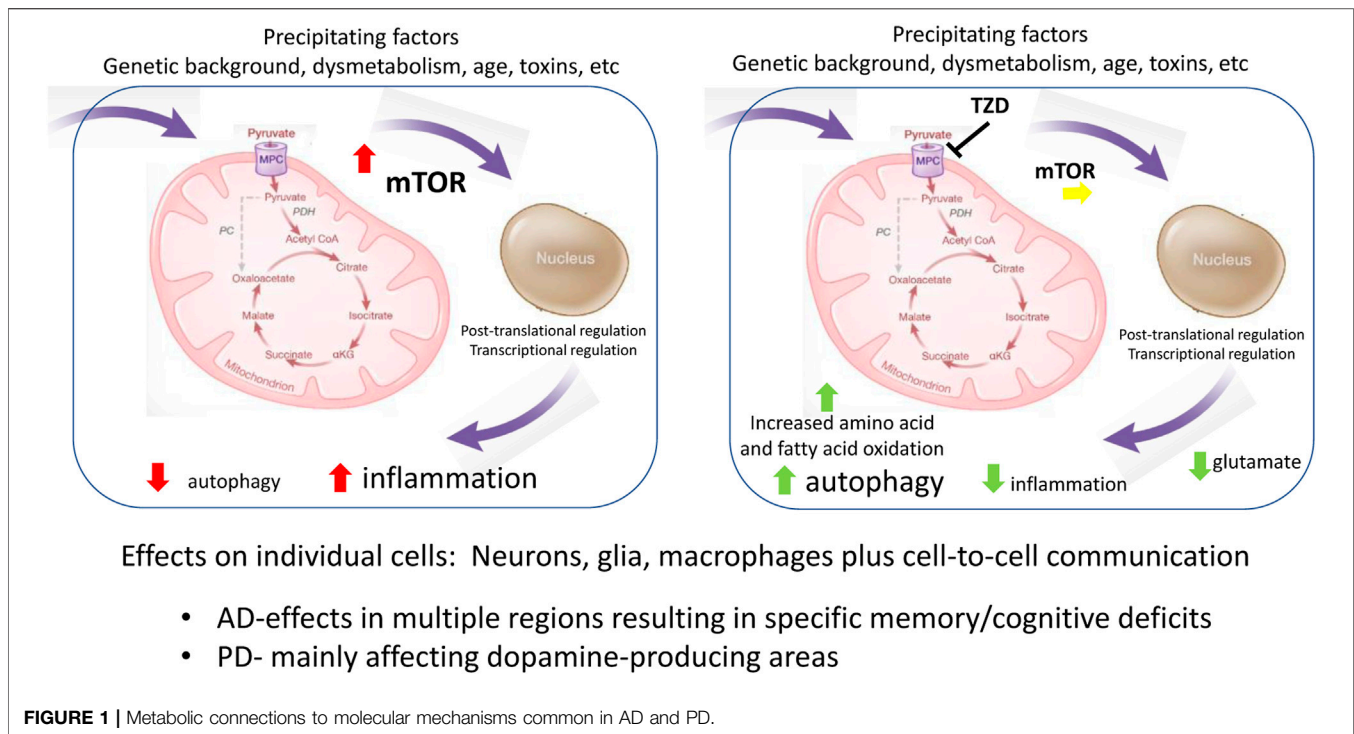 Precipitating factors
Genetic background, dysmetabolism, age, toxins, etc
Pyruvate
MPC
mTOR
Pyruvate
PDH
PC
Acetyl CoA
Citrate
Oxaloacetate
Nucleus
Malate
Isocitrate
Succinate
αKG
Mitochondrion
Post-translational regulation
Transcriptional regulation
autophagy
inflammation
Precipitating factors
Genetic background, dysmetabolism, age, toxins, etc
TZD
Pyruvate
MPC
mTOR
Pyruvate
PDH
PC
Acetyl CoA
Citrate
Oxaloacetate
Nucleus
Malate
Isocitrate
Succinate
αKG
Mitochondrion
Post-translational regulation
Transcriptional regulation
Increased amino acid
and fatty acid oxidation
autophagy
inflammation
glutamate
Effects on individual cells: Neurons, glia, macrophages plus cell-to-cell communication
• AD-effects in multiple regions resulting in specific memory/cognitive deficits
• PD- mainly affecting dopamine-producing areas
FIGURE 1 | Metabolic connections to molecular mechanisms common in AD and PD.